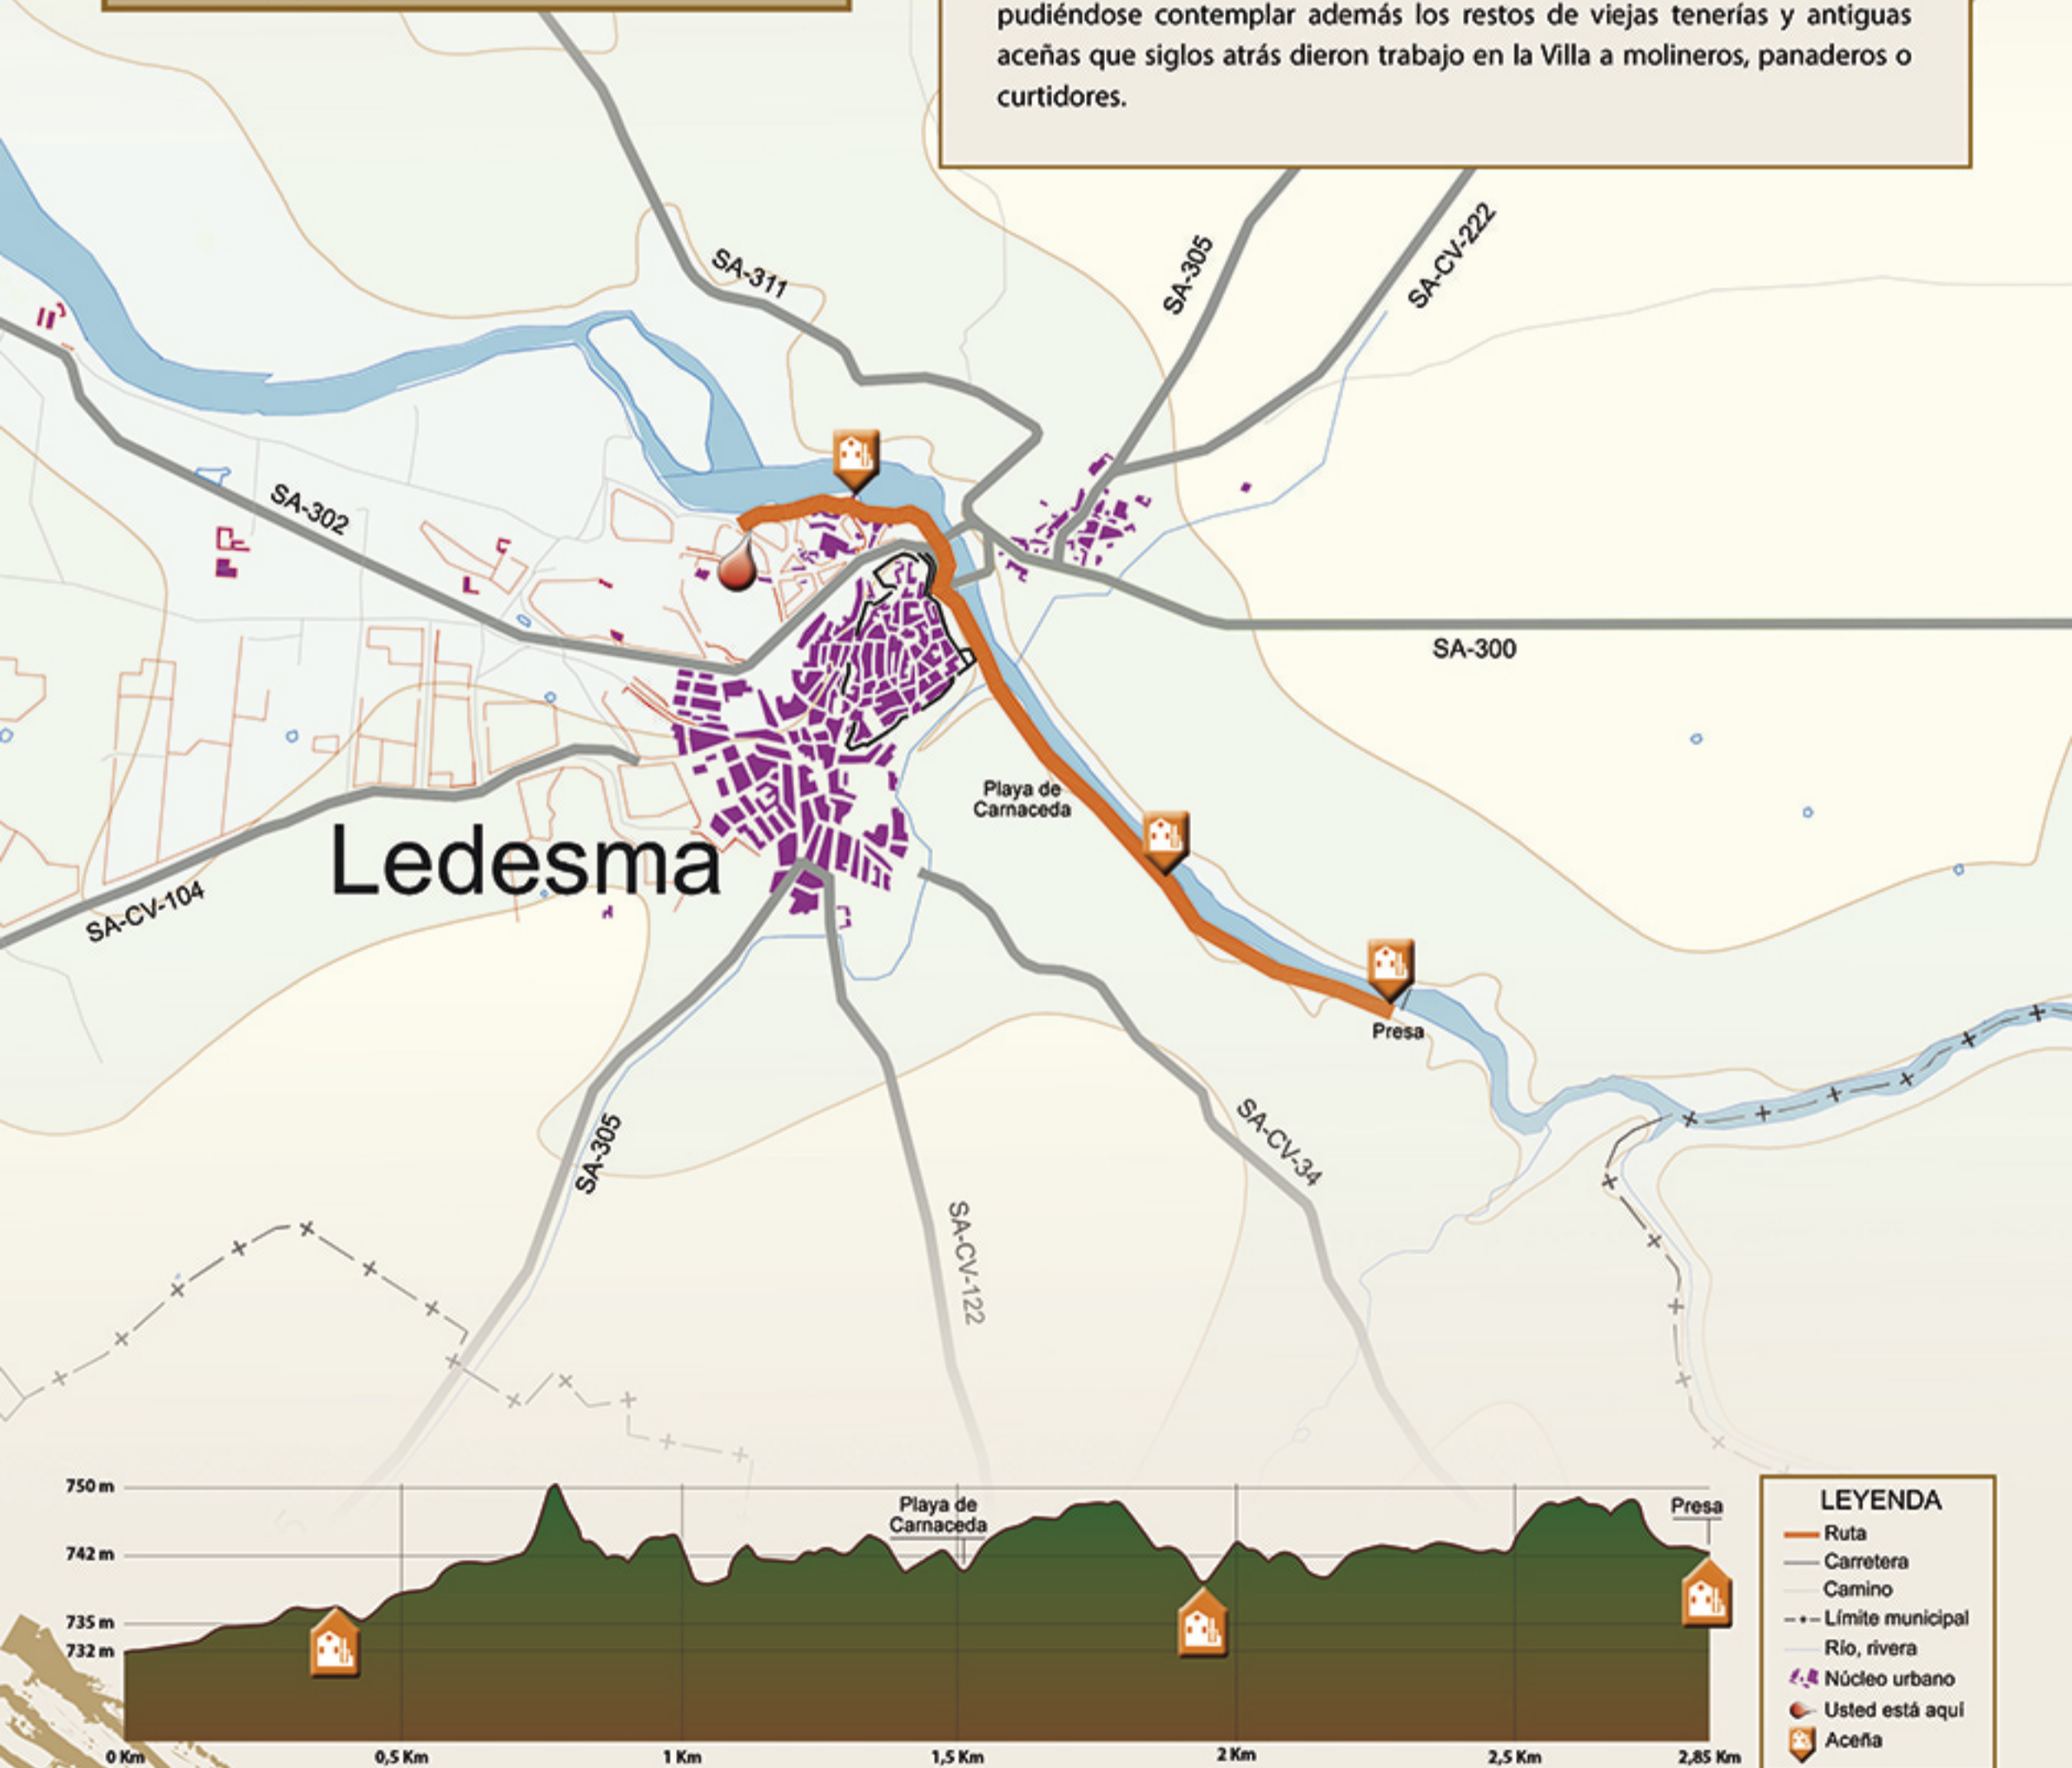 pudiéndose contemplar además los restos de viejas tenerías y antiguas
aceñas que siglos atrás dieron trabajo en la Villa a molineros, panaderos o
curtidores.
SA-311
SA-305
SA-CV-222
SA-302
SA-300
Playa de
Carnaceda
Ledesma
SA-CV-104
Presa
SA-305
SA-CV-34
SA-CV-122
750 m
742 m
735 m
732 m
Playa de
Carnaceda
Presa
0 Km
0,5 Km
1 Km
1,5 Km
2 Km
2,5 Km
2,85 Km
LEYENDA
Ruta
Carretera
Camino
Límite municipal
Río, rivera
Núcleo urbano
Usted está aquí
Aceña